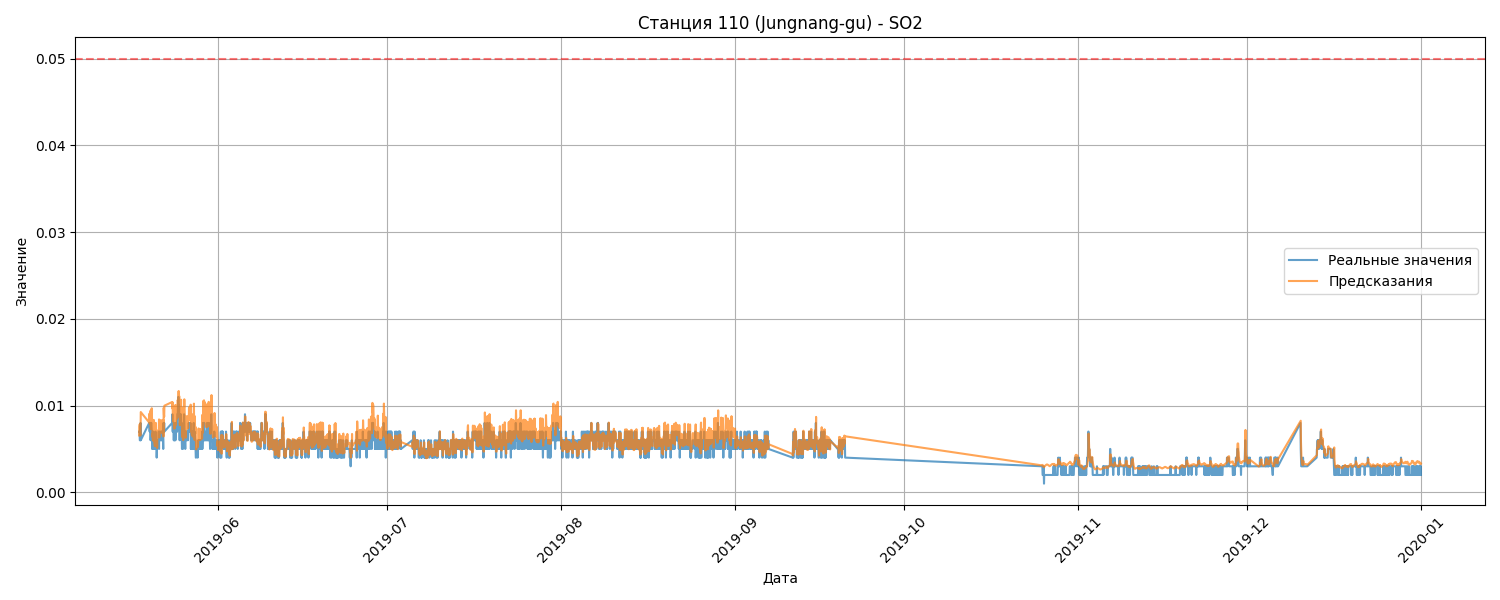 Станция 110 (Jungnang-gu) - SO2
0.05
0.04
0.03
0.02
0.01
0.00
Значение
Реальные значения
Предсказания
2019-06
2019-07
2019-08
2019-09
2019-10
2019-11
2019-12
2020-01
Дата